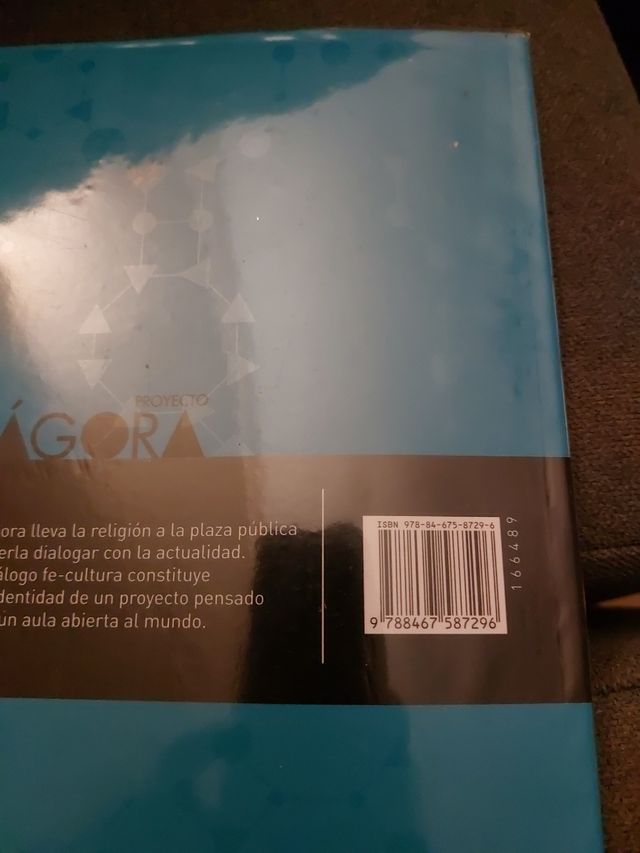 PROYECTO
ÁGORA
ora lleva la religión a la plaza pública
erla dialogar con la actualidad.
álogo fe-cultura constituye
dentidad de un proyecto pensado
un aula abierta al mundo.
ISBN 978-84-675-8729-6
9 788467 587296
166489